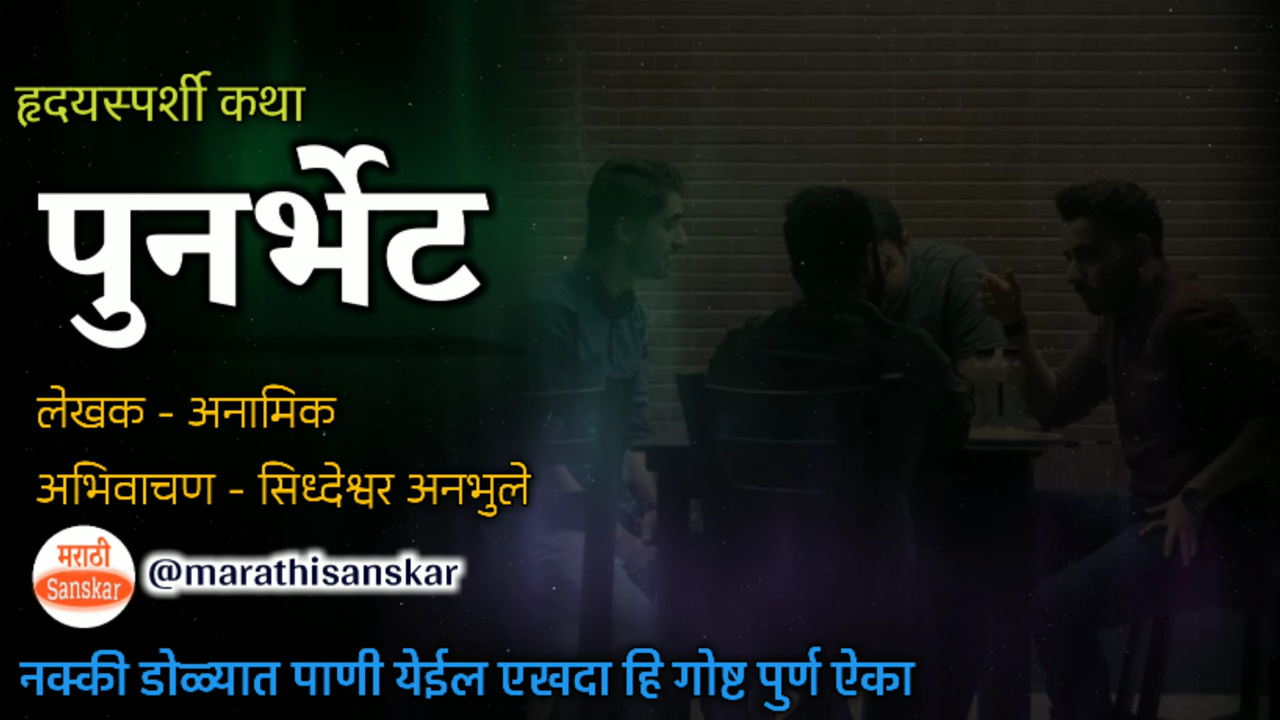 हृदयस्पर्शी कथा
पुनर्भेट
लेखक - अनामिक
अभिवाचण - सिध्देश्वर अनभुले
मराठी
Sanskar
@marathisanskar
नक्की डोळ्यात पाणी येईल एखदा हि गोष्ट पुर्ण ऐका